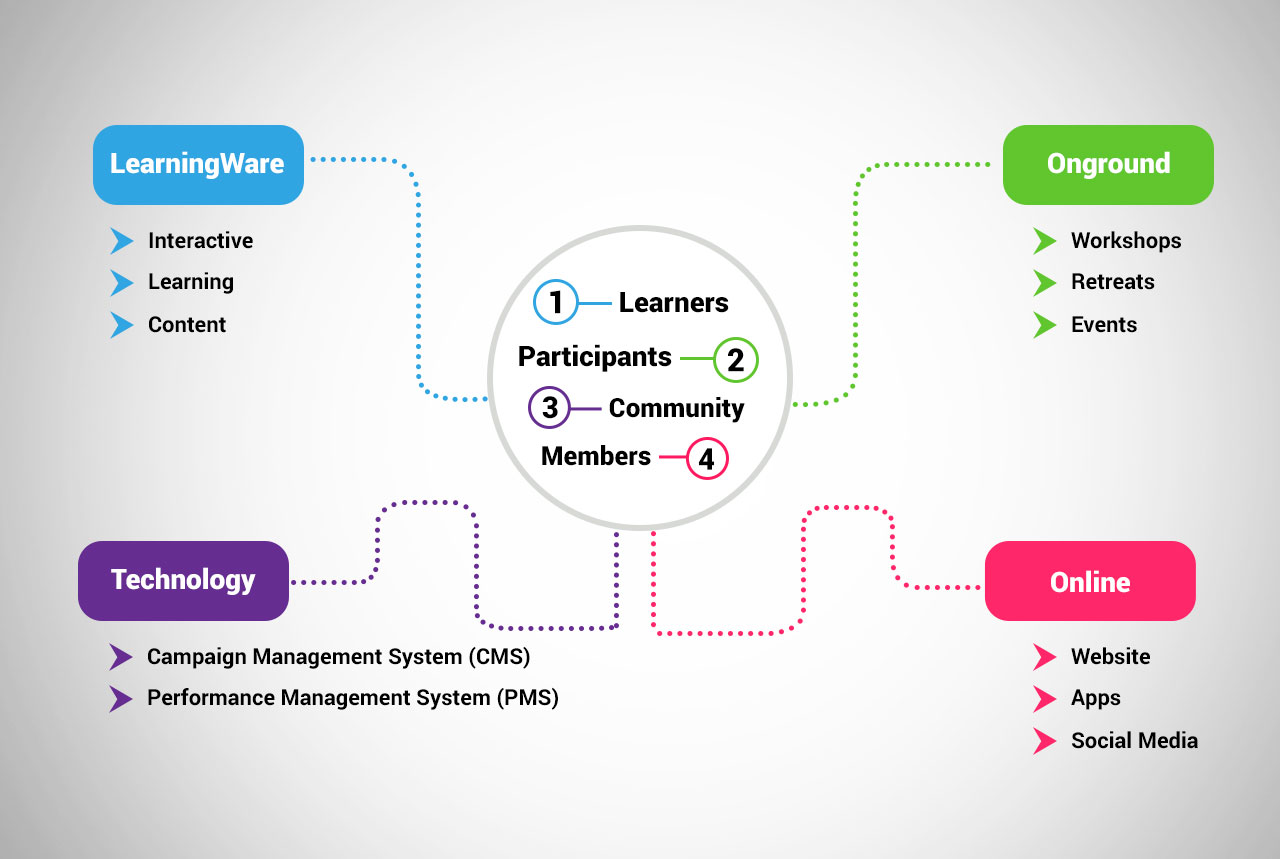 LearningWare
Interactive
Learning
Content
Onground
Workshops
Retreats
Events
1 Learners
Participants 2
3 Community
Members 4
Technology
Campaign Management System (CMS)
Performance Management System (PMS)
Online
Website
Apps
Social Media